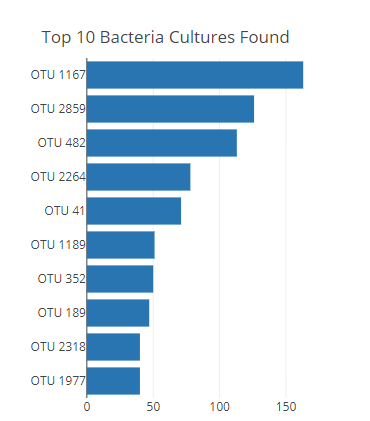 Top 10 Bacteria Cultures Found
OTU 1167
OTU 2859
OTU 482
OTU 2264
OTU 41
OTU 1189
OTU 352
OTU 189
OTU 2318
OTU 1977
0 50 100 150